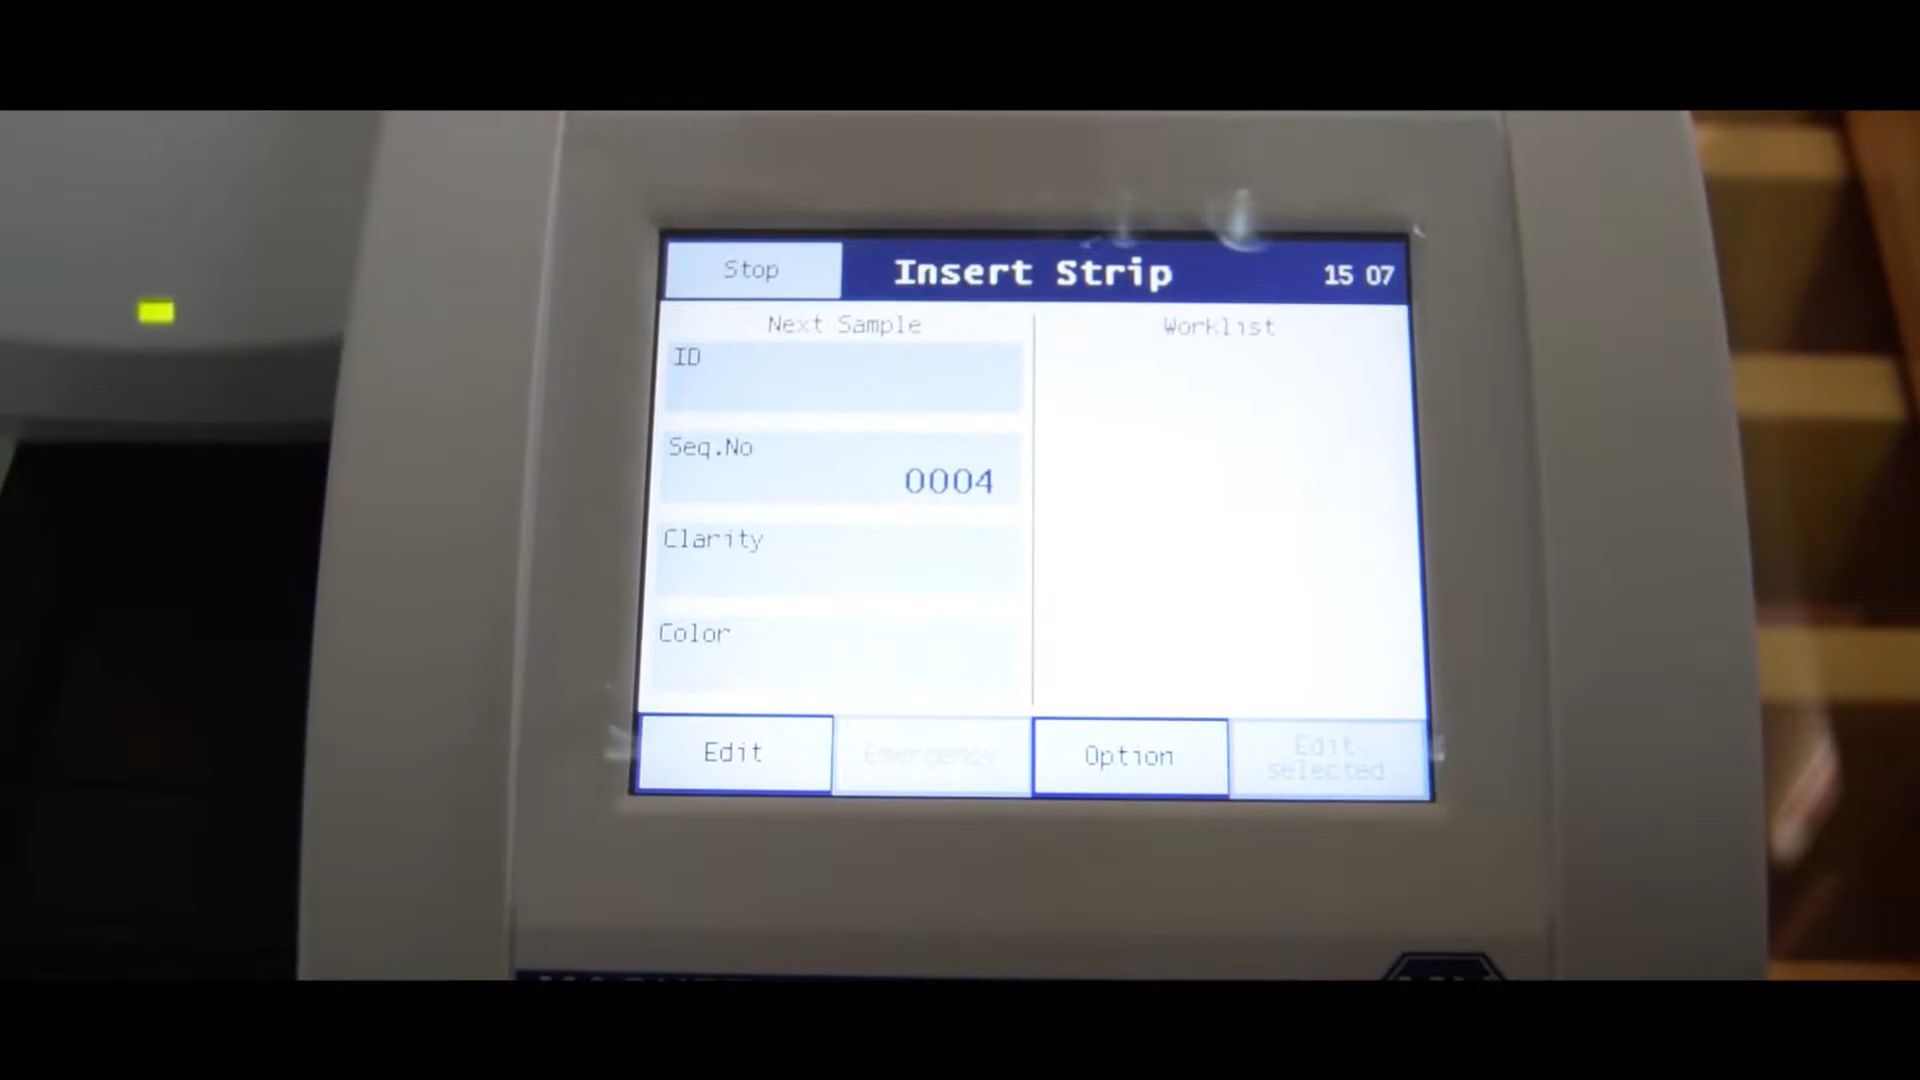 Stop
Insert Strip
15 07
Next Sample
Worklist
ID
Seq.No
0004
Clarity
Color
Edit
Emergency
Option
Edit
selected